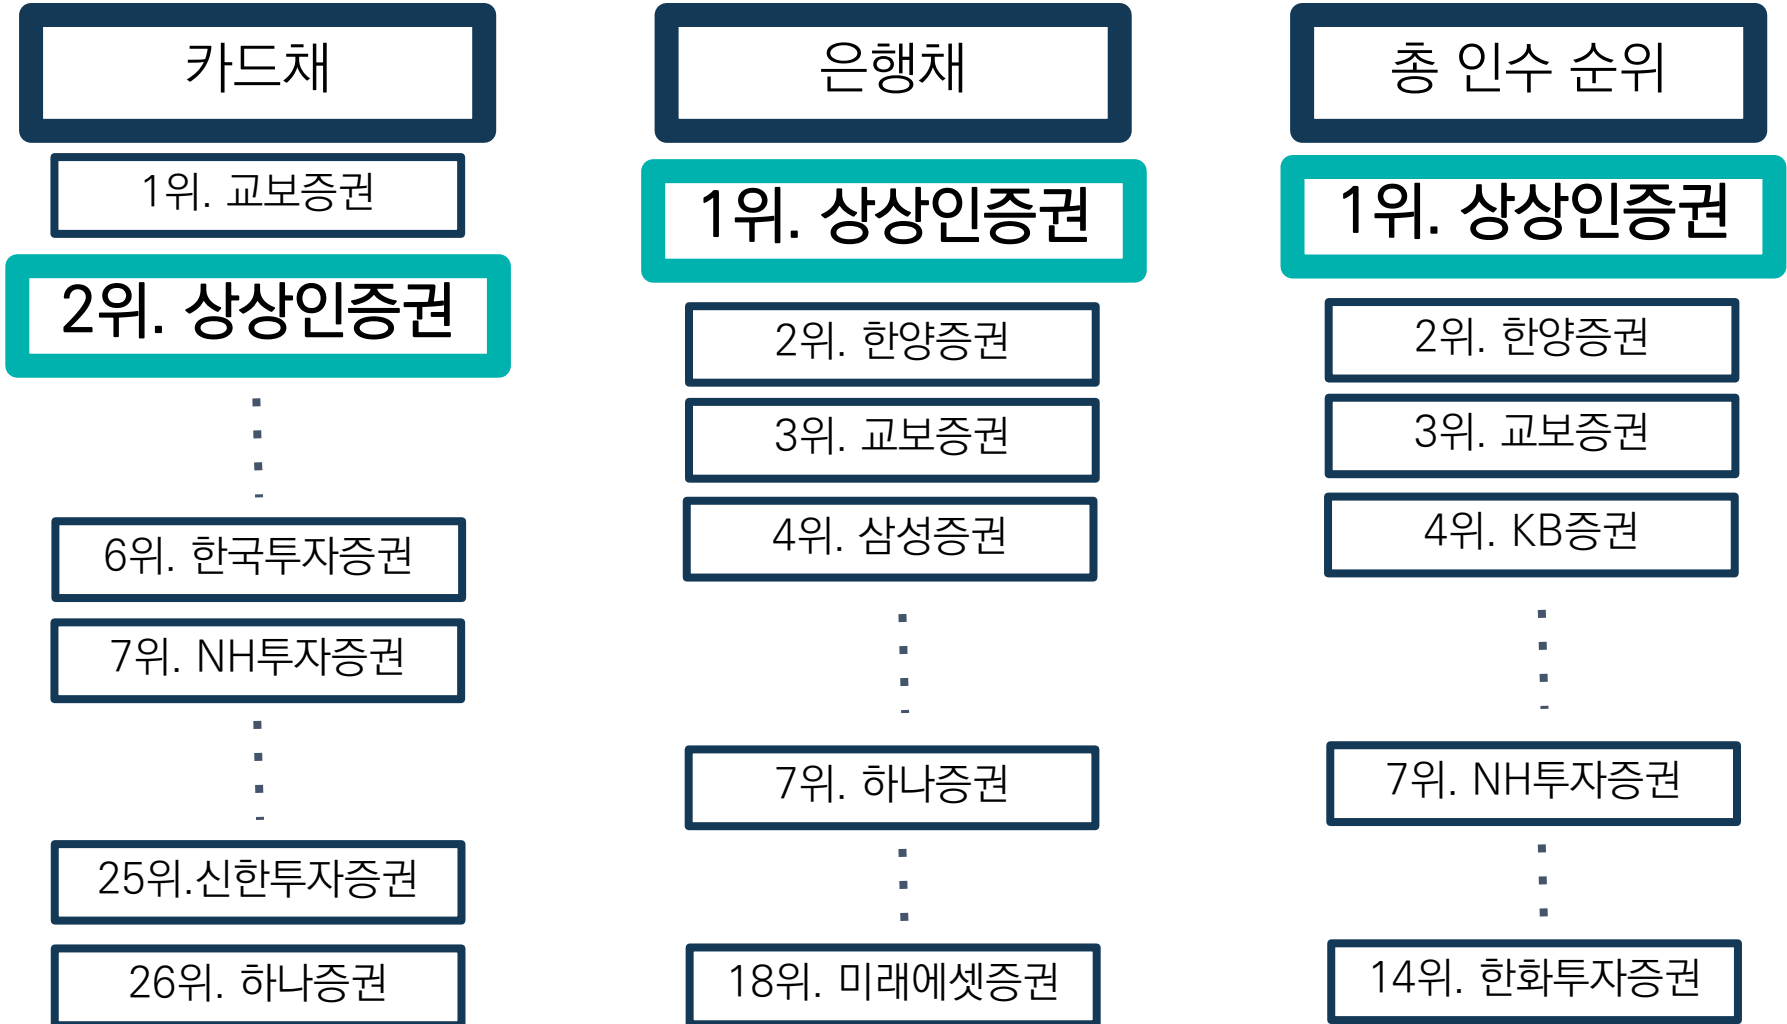 카드채
1위. 교보증권
2위. 상상인증권
6위. 한국투자증권
7위. NH투자증권
25위.신한투자증권
26위. 하나증권
은행채
1위. 상상인증권
2위. 한양증권
3위. 교보증권
4위. 삼성증권
7위. 하나증권
18위. 미래에셋증권
총 인수 순위
1위. 상상인증권
2위. 한양증권
3위. 교보증권
4위. KB증권
7위. NH투자증권
14위. 한화투자증권